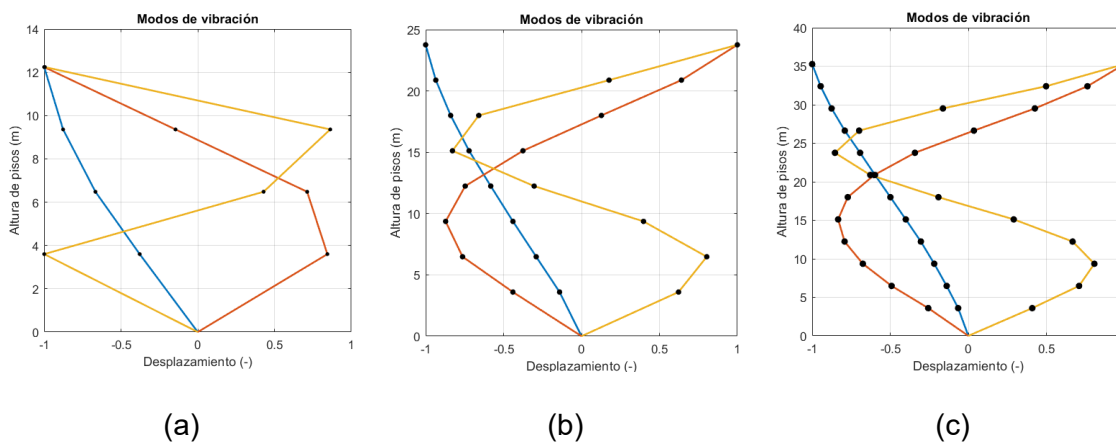 Modos de vibración
14
12
10
8
6
4
2
0
Altura de pisos (m)
-1 -0.5 0 0.5 1
Desplazamiento (-)
(a)
Modos de vibración
25
20
15
10
5
0
Altura de pisos (m)
-1 -0.5 0 0.5 1
Desplazamiento (-)
(b)
Modos de vibración
40
35
30
25
20
15
10
5
0
Altura de pisos (m)
-1 -0.5 0 0.5
Desplazamiento (-)
(c)